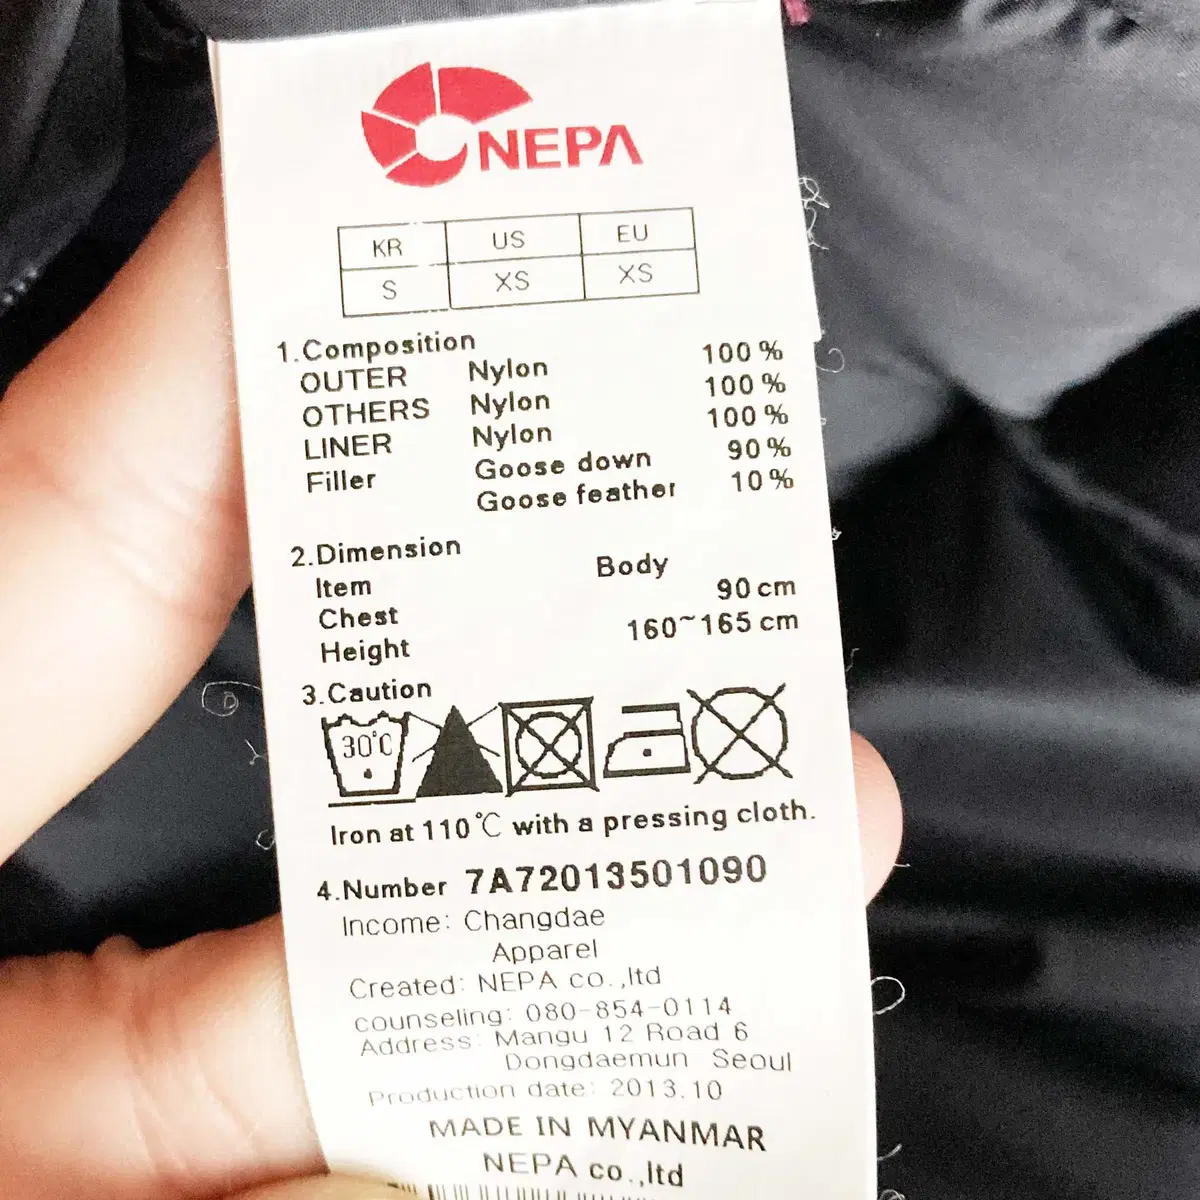 NEPA
KR US EU
S XS XS
1.Composition
OUTER Nylon 100%
OTHERS Nylon 100%
LINER Nylon 100%
Filler Goose down 90%
Goose feather 10%
2.Dimension
Item Body
Chest 90cm
Height 160~165cm
3.Caution
30℃
Iron at 110℃ with a pressing cloth.
4.Number 7A72013501090
Income: Changdae
Apparel
Created: NEPA co.,ltd
counseling: 080-854-0114
Address: Mangu 12 Road 6
Dongdaemun Seoul
Production date: 2013.10
MADE IN MYANMAR
NEPA co.,ltd